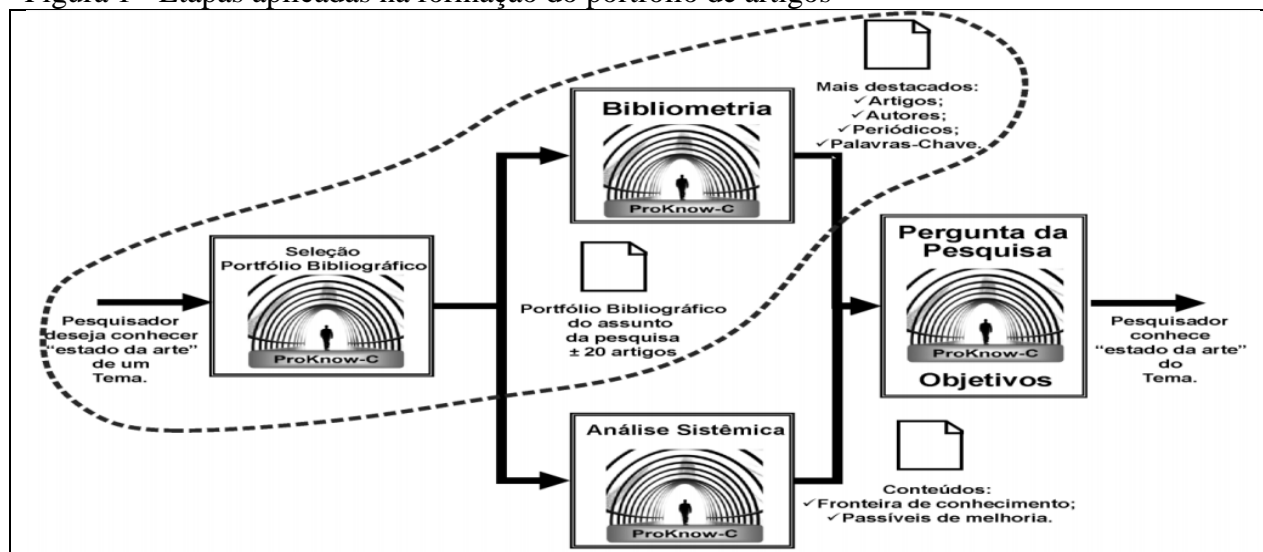 Figura 1 - Etapas aplicadas na formação do portfólio de artigos
Mais destacados:
✓Artigos;
✓Autores;
✓Periódicos;
✓Palavras-Chave.
Bibliometria
ProKnow-C
Seleção
Portfólio Bibliográfico
ProKnow-C
Pesquisador
deseja conhecer
“estado da arte”
de um
Tema.
Portfólio Bibliográfico
do assunto
da pesquisa
± 20 artigos
Pergunta da
Pesquisa
ProKnow-C
Objetivos
Pesquisador
conhece
“estado da arte”
do
Tema.
Análise Sistêmica
ProKnow-C
Conteúdos:
✓Fronteira de conhecimento;
✓Passíveis de melhoria.